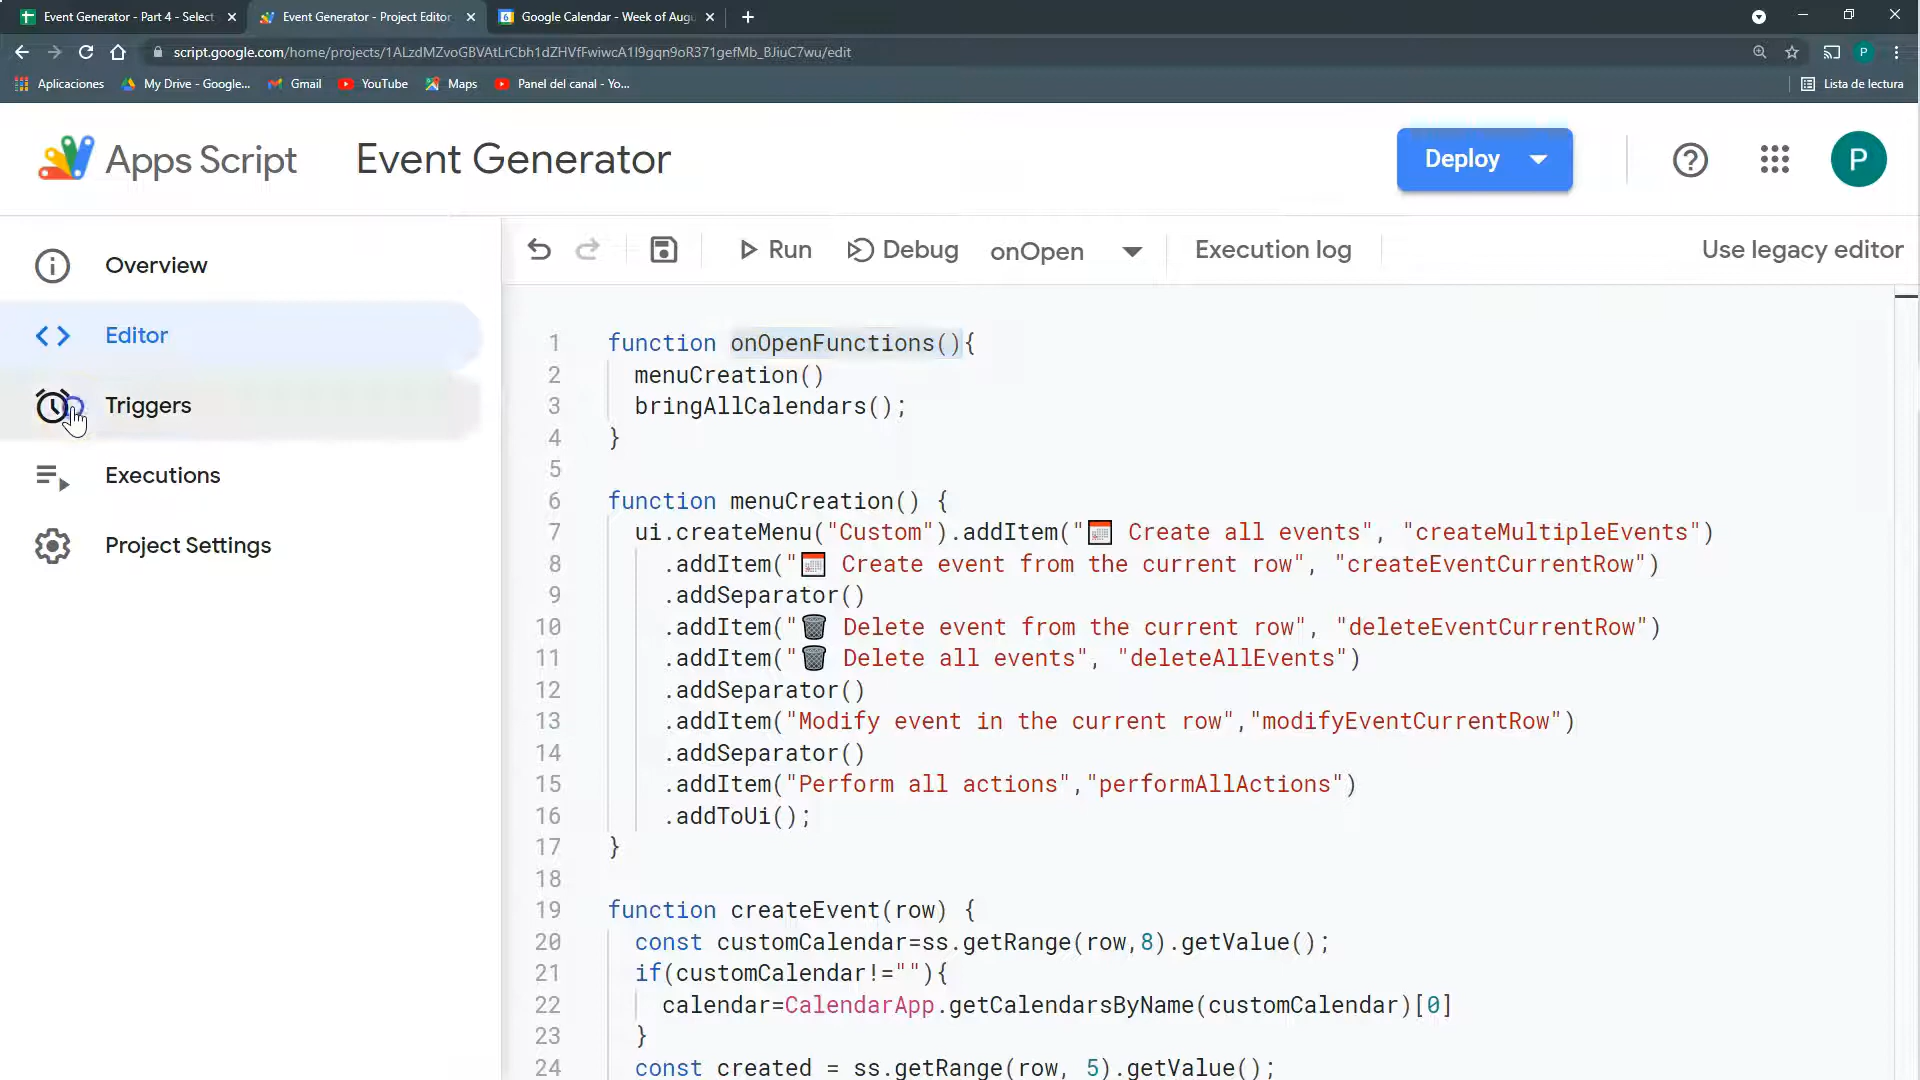 Event Generator - Part 4 - Select
Event Generator - Project Editor
Google Calendar - Week of Aug
script.google.com/home/projects/1ALzdMZvoGBVAtLrCbh1dZHVfFwiwcA1I9gqn9oR371gefMb_BJiuC7wu/edit
P
Aplicaciones
My Drive - Google...
Gmail
YouTube
Maps
Panel del canal - Yo...
Lista de lectura
Apps Script
Event Generator
Deploy
P
Overview
Editor
Triggers
Executions
Project Settings
Run
Debug
onOpen
Execution log
Use legacy editor
1 function onOpenFunctions(){
2 menuCreation()
3 bringAllCalendars();
4 }
5
6 function menuCreation() {
7 ui.createMenu("Custom").addItem("📅 Create all events", "createMultipleEvents")
8 .addItem("📅 Create event from the current row", "createEventCurrentRow")
9 .addSeparator()
10 .addItem("🗑️ Delete event from the current row", "deleteEventCurrentRow")
11 .addItem("🗑️ Delete all events", "deleteAllEvents")
12 .addSeparator()
13 .addItem("Modify event in the current row","modifyEventCurrentRow")
14 .addSeparator()
15 .addItem("Perform all actions","performAllActions")
16 .addToUi();
17 }
18
19 function createEvent(row) {
20 const customCalendar=ss.getRange(row,8).getValue();
21 if(customCalendar!=""){
22 calendar=CalendarApp.getCalendarsByName(customCalendar)[0]
23 }
24 const created = ss.getRange(row, 5).getValue();